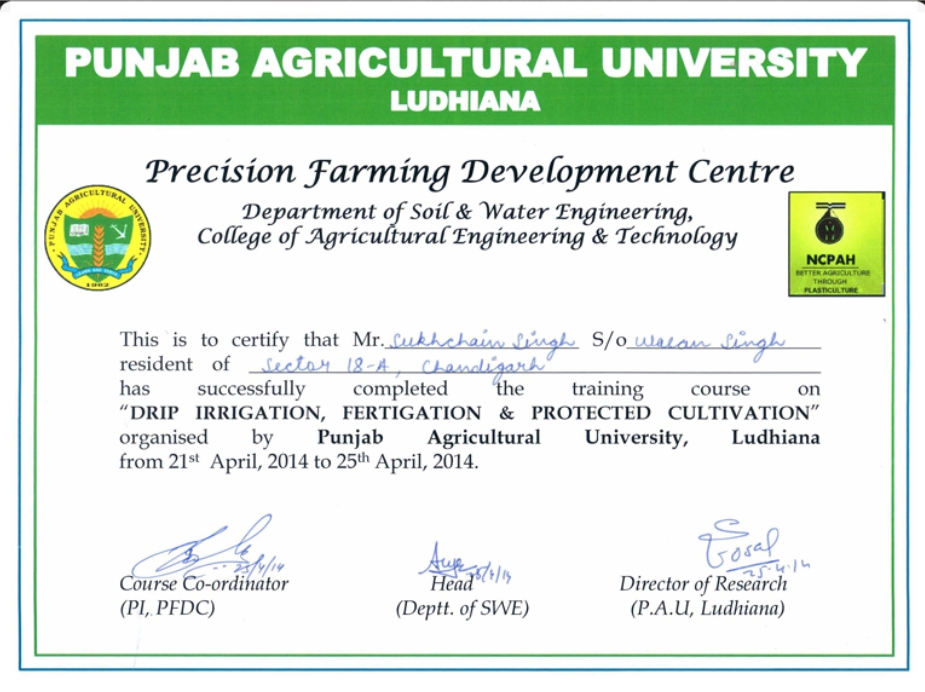 PUNJAB AGRICULTURAL UNIVERSITY
LUDHIANA
Precision Farming Development Centre
Department of Soil & Water Engineering,
College of Agricultural Engineering & Technology
PUNJAB AGRICULTURAL UNIVERSITY
1962
NCPAH
BETTER AGRICULTURE
THROUGH
PLASTICULTURE
This is to certify that Mr. Sukhchain Singh S/o Singh
resident of Sector 18-A, Chandigarh
has successfully completed the training course on
“DRIP IRRIGATION, FERTIGATION & PROTECTED CULTIVATION”
organised by Punjab Agricultural University, Ludhiana
from 21st April, 2014 to 25th April, 2014.
25/4/14
25/4/14
Gosal
25.4.14
Course Co-ordinator
Head
Director of Research
(PI, PFDC)
(Deptt. of SWE)
(P.A.U, Ludhiana)